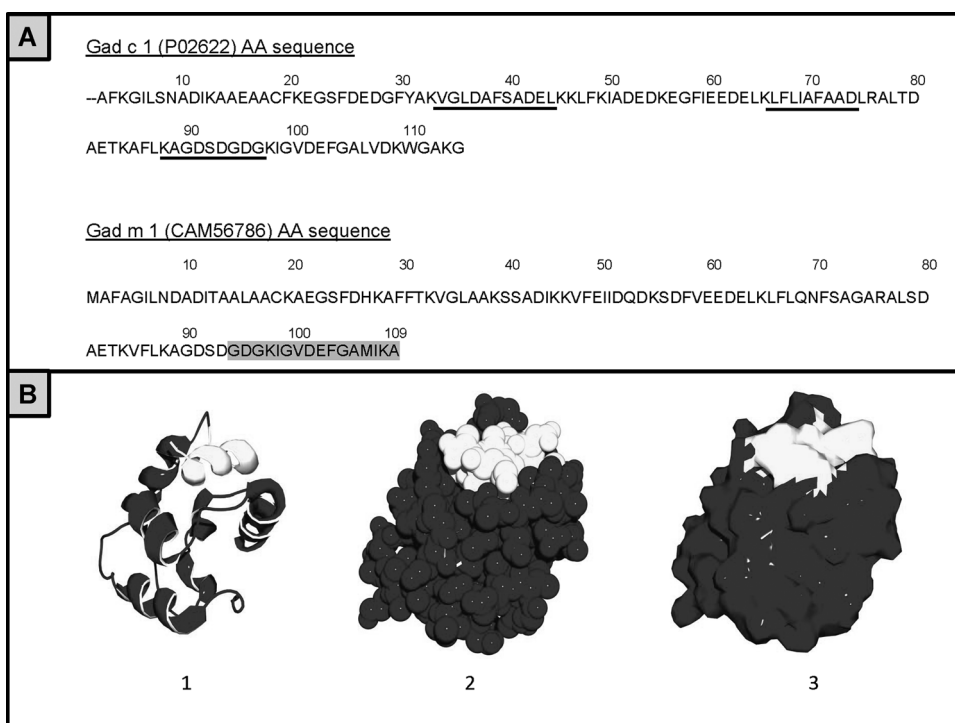 A
Gad c 1 (P02622) AA sequence
10 20 30 40 50 60 70 80
--AFKGILSNADIKAAEAACFKEGSFDEDGFYAKVGLDAFSADELKKLFKIADEDKEGFIEEDELKLFLIAFAADLRALTD
90 100 110
AETKAFLKAGDSDGDGKIGVDEFGALVDKWGAKG
Gad m 1 (CAM56786) AA sequence
10 20 30 40 50 60 70 80
MAFAGILNDADITAALAACKAEGSFDHKAFFTKVGLAAKSSADIKKVFEIIDQDKSDFVEEDELKLFLQNFSAGARALSD
90 100 109
AETKVFLKAGDSDGDGKIGVDEFGAMIKA
B
1 2 3